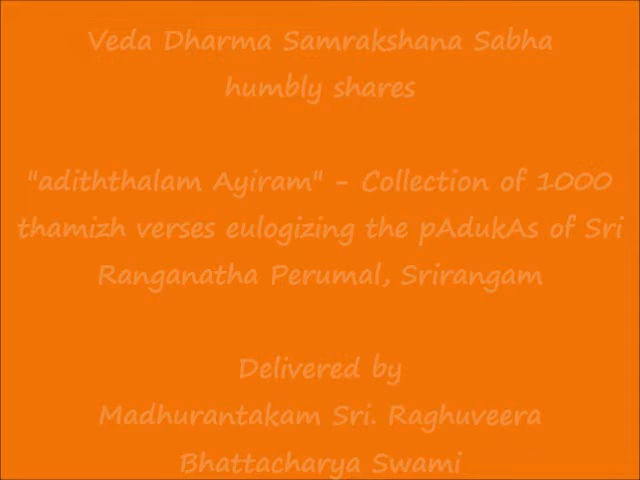 Veda Dharma Samrakshana Sabha
humbly shares
"adiththalam Ayiram" - Collection of 1000
thamizh verses eulogizing the pAdukAs of Sri
Ranganatha Perumal, Srirangam
Delivered by
Madhurantakam Sri. Raghuveera
Bhattacharya Swami